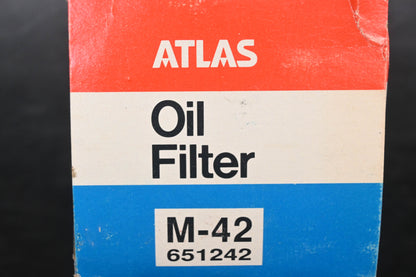 ATLAS
Oil
Filter
M-42
651242